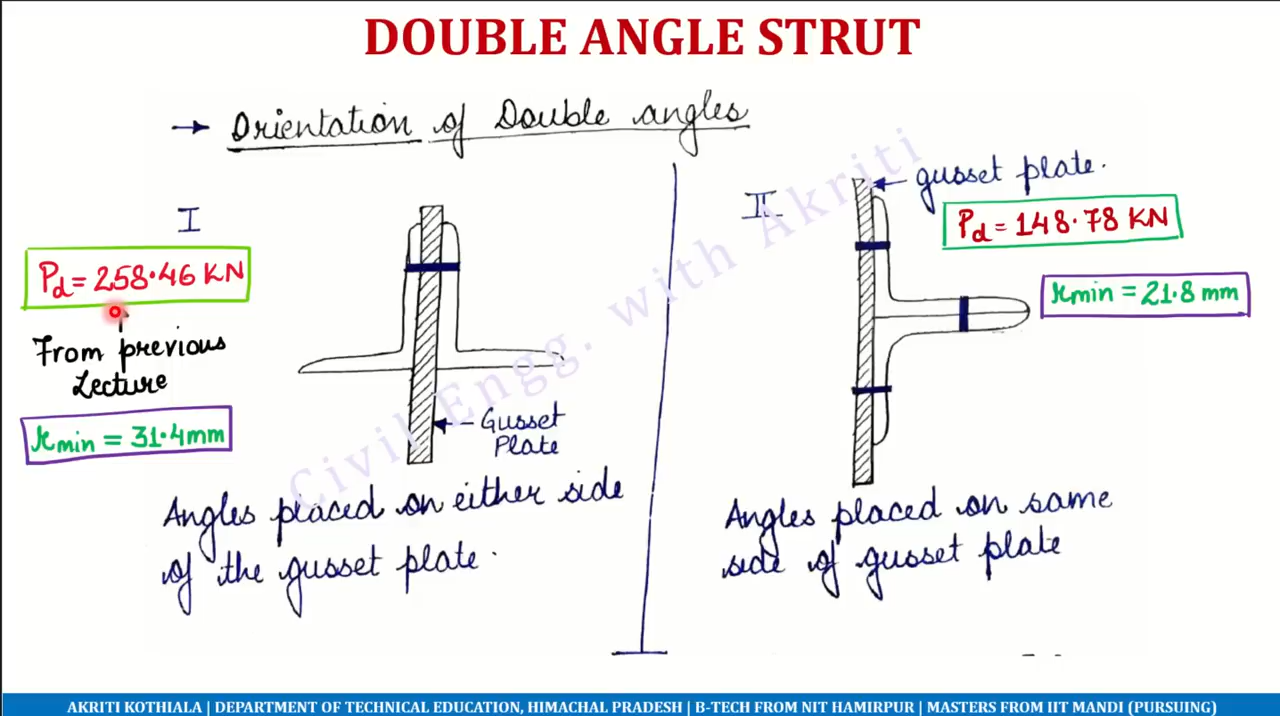 DOUBLE ANGLE STRUT
→ Orientation of Double angles
I
Pd = 258.46 KN
From previous
Lecture
rmin = 31.4mm
Gusset
Plate
Angles placed on either side
of the gusset plate.
II
gusset plate.
Pd = 148.78 KN
rmin = 21.8 mm
Angles placed on same
side of gusset plate
Civil Engg. with Akriti
AKRITI KOTHIALA | DEPARTMENT OF TECHNICAL EDUCATION, HIMACHAL PRADESH | B-TECH FROM NIT HAMIRPUR | MASTERS FROM IIT MANDI (PURSUING)